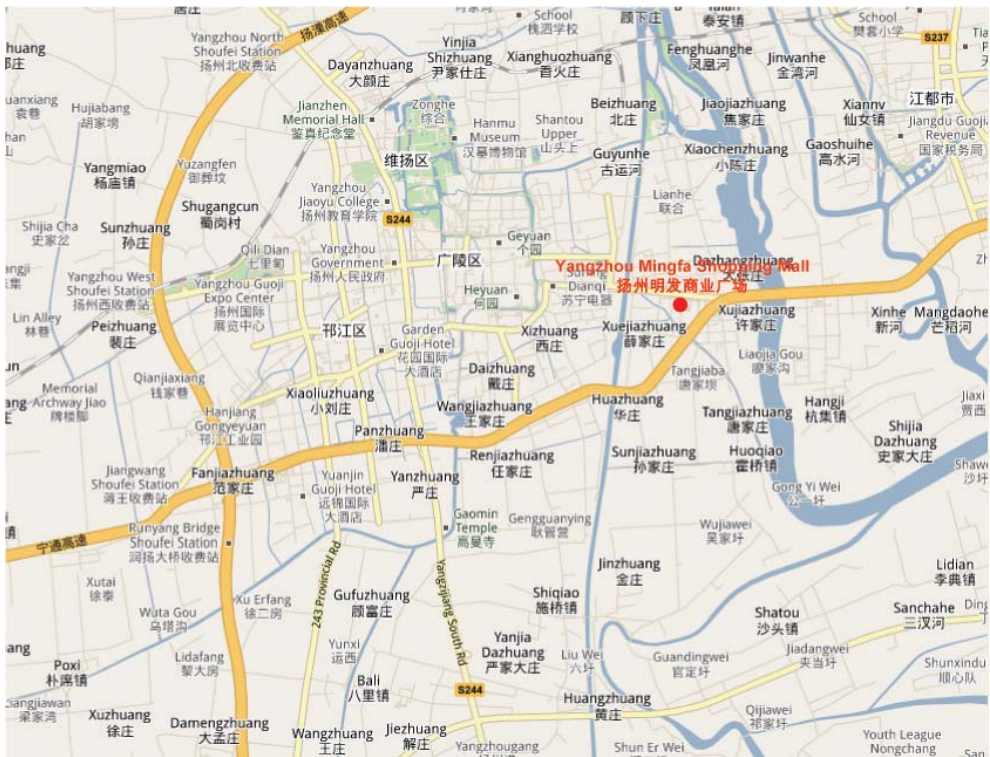 唐庄
School
槐泗学校
顾下庄
泰安镇
School
樊套小学
扬溧高速
S237
Yangzhou North
Shoufei Station
扬州北收费站
Yinjia
Shizhuang
尹家仕庄
Xianghuozhuang
香火庄
Fenghuanghe
凤凰河
Jinwanhe
金湾河
Dayanzhuang
大颜庄
Hujiabang
胡家塝
Jianzhen
Memorial Hall
鉴真纪念堂
Zonghe
综合
Hanmu
Museum
汉墓博物馆
Shantou
Upper
山头上
Beizhuang
北庄
Jiaojiazhuang
焦家庄
Xiannv
仙女镇
江都市
Jiangdu Guojia
Revenue
国家税务局
Guyunhe
古运河
Xiaochenzhuang
小陈庄
Gaoshuihe
高水河
维扬区
Yangmiao
杨庙镇
Yuzangfen
御葬坟
Yangzhou
Jiaoyu College
扬州教育学院
Lianhe
联合
Shugangcun
蜀岗村
S244
Shijia Cha
史家岔
Sunzhuang
孙庄
Qili Dian
七里甸
Yangzhou
Government
扬州人民政府
Geyuan
个园
广陵区
Dazhangzhuang
Yangzhou Mingfa Shopping Mall
扬州明发商业广场
Yangzhou West
Shoufei Station
扬州西收费站
Yangzhou Guoji
Expo Center
扬州国际
展览中心
Heyuan
何园
Dianqi
苏宁电器
Lin Alley
林巷
Peizhuang
裴庄
邗江区
Garden
Guoji Hotel
花园国际
大酒店
Xizhuang
西庄
Xuejiazhuang
薛家庄
Xujiazhuang
许家庄
Xinhe
新河
Mangdaohe
芒稻河
Liaojia Gou
廖家沟
Tangjiaba
唐家坝
Daizhuang
戴庄
Memorial
Archway Jiao
牌楼脚
Qianjiaxiang
钱家巷
Xiaoliuzhuang
小刘庄
Wangjiazhuang
王家庄
Huazhuang
华庄
Hangji
杭集镇
Tangjiazhuang
唐家庄
Hanjiang
Gongyeyuan
邗江工业园
Panzhuang
潘庄
Shijia
Dazhuang
史家大庄
Renjiazhuang
任家庄
Sunjiazhuang
孙家庄
Huoqiao
霍桥镇
Jiangwang
Shoufei Station
蒋王收费站
Fanjiazhuang
范家庄
Yuanjin
Guoji Hotel
远锦国际
大酒店
Yanzhuang
严庄
Gong Yi Wei
公一圩
Gaomin
Temple
高旻寺
Gengguanying
耿管营
Wujiawei
吴家圩
宁通高速
Runyang Bridge
Shoufei Station
润扬大桥收费站
Jinzhuang
金庄
Lidian
李典镇
243 Provincial Rd
Yangzijiang South Rd
Xutai
徐泰
Xu Erfang
徐二房
Gufuzhuang
顾富庄
Shiqiao
施桥镇
Wuta Gou
乌塔沟
Shatou
沙头镇
Sanchahe
三汊河
Yunxi
运西
Yanjia
Dazhuang
严家大庄
Liu Wei
六圩
Guandingwei
官定圩
Jiadangwei
夹当圩
Poxi
朴席镇
Lidafang
黎大房
Bali
八里镇
S244
Shunxindu
顺心队
Huangzhuang
黄庄
Qijiawei
祁家圩
梁家湾
Xuzhuang
徐庄
Damengzhuang
大孟庄
Wangzhuang
王庄
Jiezhuang
解庄
Yangzhougang
Shun Er Wei
Youth League
Nongchang